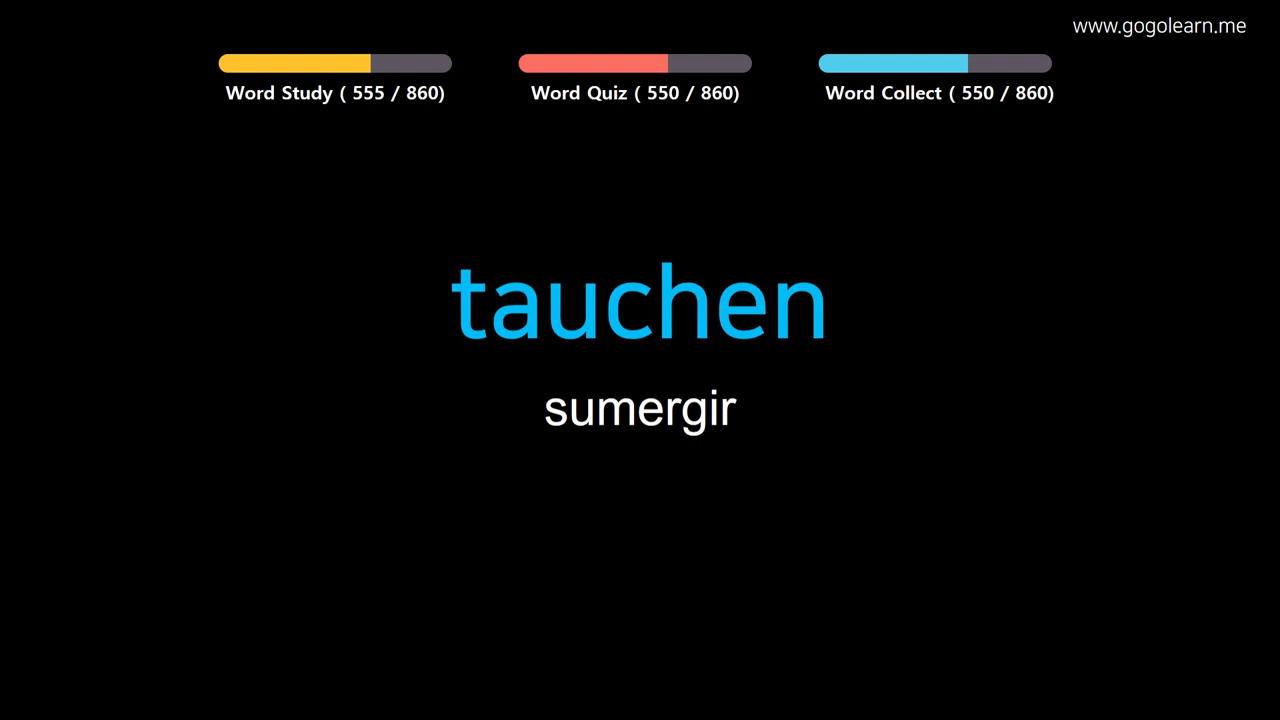 www.gogolearn.me
Word Study ( 555 / 860)
Word Quiz ( 550 / 860)
Word Collect ( 550 / 860)
tauchen
sumergir